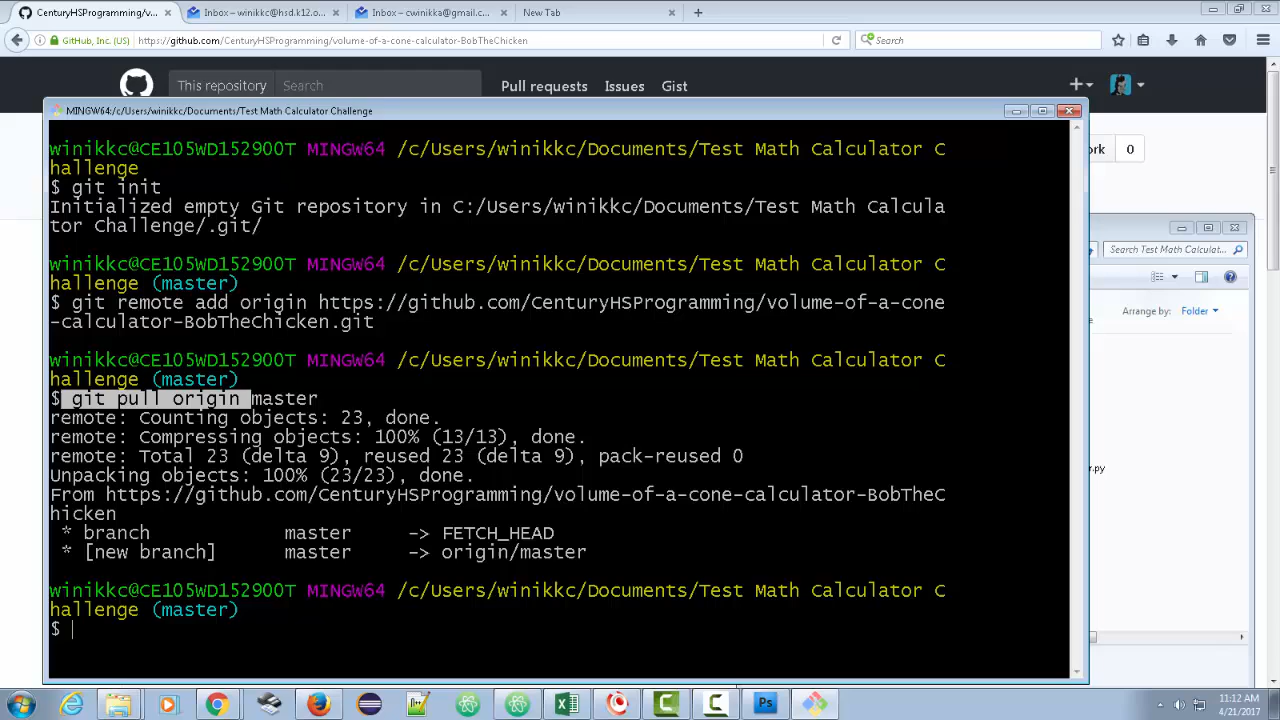 CenturyHSProgramming/v...
Inbox – winikkc@hsd.k12.o...
Inbox – cwinikka@gmail.c...
New Tab
GitHub, Inc. (US)
https://github.com/CenturyHSProgramming/volume-of-a-cone-calculator-BobTheChicken
Search
This repository
Search
Pull requests
Issues
Gist
MINGW64:/c/Users/winikkc/Documents/Test Math Calculator Challenge
winikkc@CE105WD152900T MINGW64 /c/Users/winikkc/Documents/Test Math Calculator C
hallenge
$ git init
Initialized empty Git repository in C:/Users/winikkc/Documents/Test Math Calcula
tor Challenge/.git/
winikkc@CE105WD152900T MINGW64 /c/Users/winikkc/Documents/Test Math Calculator C
hallenge (master)
$ git remote add origin https://github.com/CenturyHSProgramming/volume-of-a-cone
-calculator-BobTheChicken.git
winikkc@CE105WD152900T MINGW64 /c/Users/winikkc/Documents/Test Math Calculator C
hallenge (master)
$ git pull origin master
remote: Counting objects: 23, done.
remote: Compressing objects: 100% (13/13), done.
remote: Total 23 (delta 9), reused 23 (delta 9), pack-reused 0
Unpacking objects: 100% (23/23), done.
From https://github.com/CenturyHSProgramming/volume-of-a-cone-calculator-BobTheC
hicken
* branch master -> FETCH_HEAD
* [new branch] master -> origin/master
winikkc@CE105WD152900T MINGW64 /c/Users/winikkc/Documents/Test Math Calculator C
hallenge (master)
$
ork 0
Search Test Math Calculat...
Arrange by: Folder
r.py
11:12 AM
4/21/2017